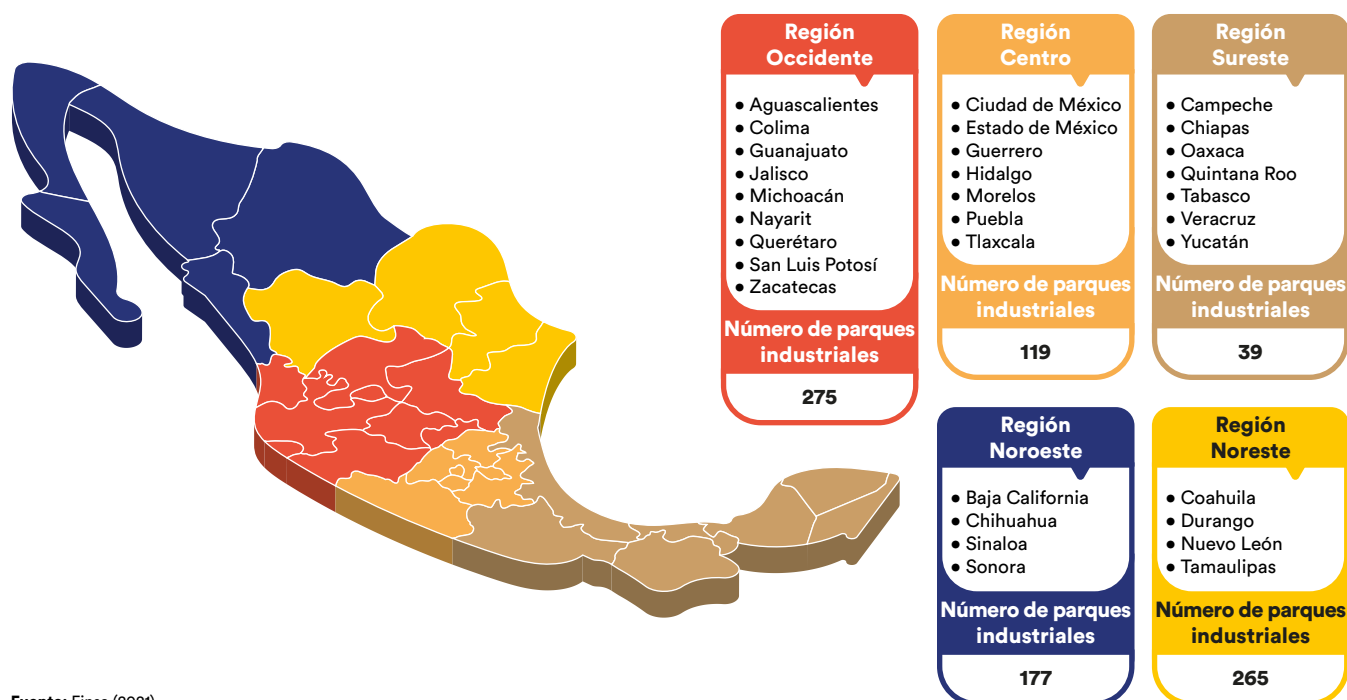 Región
Occidente
• Aguascalientes
• Colima
• Guanajuato
• Jalisco
• Michoacán
• Nayarit
• Querétaro
• San Luis Potosí
• Zacatecas
Número de parques
industriales
275
Región
Centro
• Ciudad de México
• Estado de México
• Guerrero
• Hidalgo
• Morelos
• Puebla
• Tlaxcala
Número de parques
industriales
119
Región
Sureste
• Campeche
• Chiapas
• Oaxaca
• Quintana Roo
• Tabasco
• Veracruz
• Yucatán
Número de parques
industriales
39
Región
Noroeste
• Baja California
• Chihuahua
• Sinaloa
• Sonora
Número de parques
industriales
177
Región
Noreste
• Coahuila
• Durango
• Nuevo León
• Tamaulipas
Número de parques
industriales
265